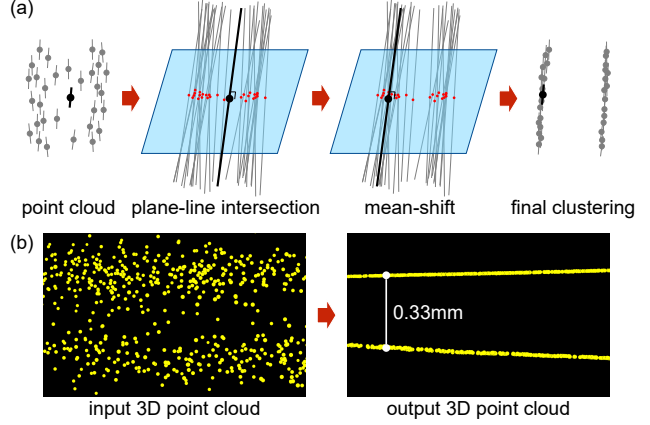 (a)
point cloud
plane-line intersection
mean-shift
final clustering
(b)
0.33mm
input 3D point cloud
output 3D point cloud